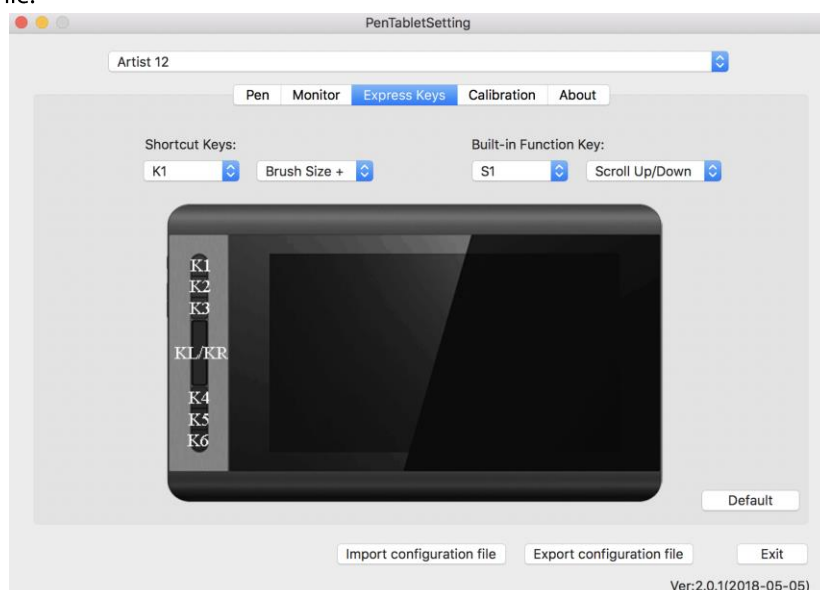 file.
PenTabletSetting
Artist 12
Pen Monitor Express Keys Calibration About
Shortcut Keys: Built-in Function Key:
K1 Brush Size + S1 Scroll Up/Down
K1
K2
K3
KL/KR
K4
K5
K6
Default
Import configuration file Export configuration file Exit
Ver:2.0.1(2018-05-05)